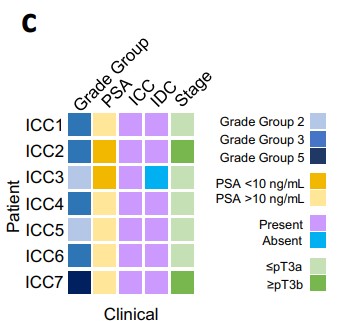 C
Grade Group
PSA
ICC
IDC
Stage
Patient
ICC1
ICC2
ICC3
ICC4
ICC5
ICC6
ICC7
Clinical
Grade Group 2
Grade Group 3
Grade Group 5
PSA <10 ng/mL
PSA >10 ng/mL
Present
Absent
≤pT3a
≥pT3b